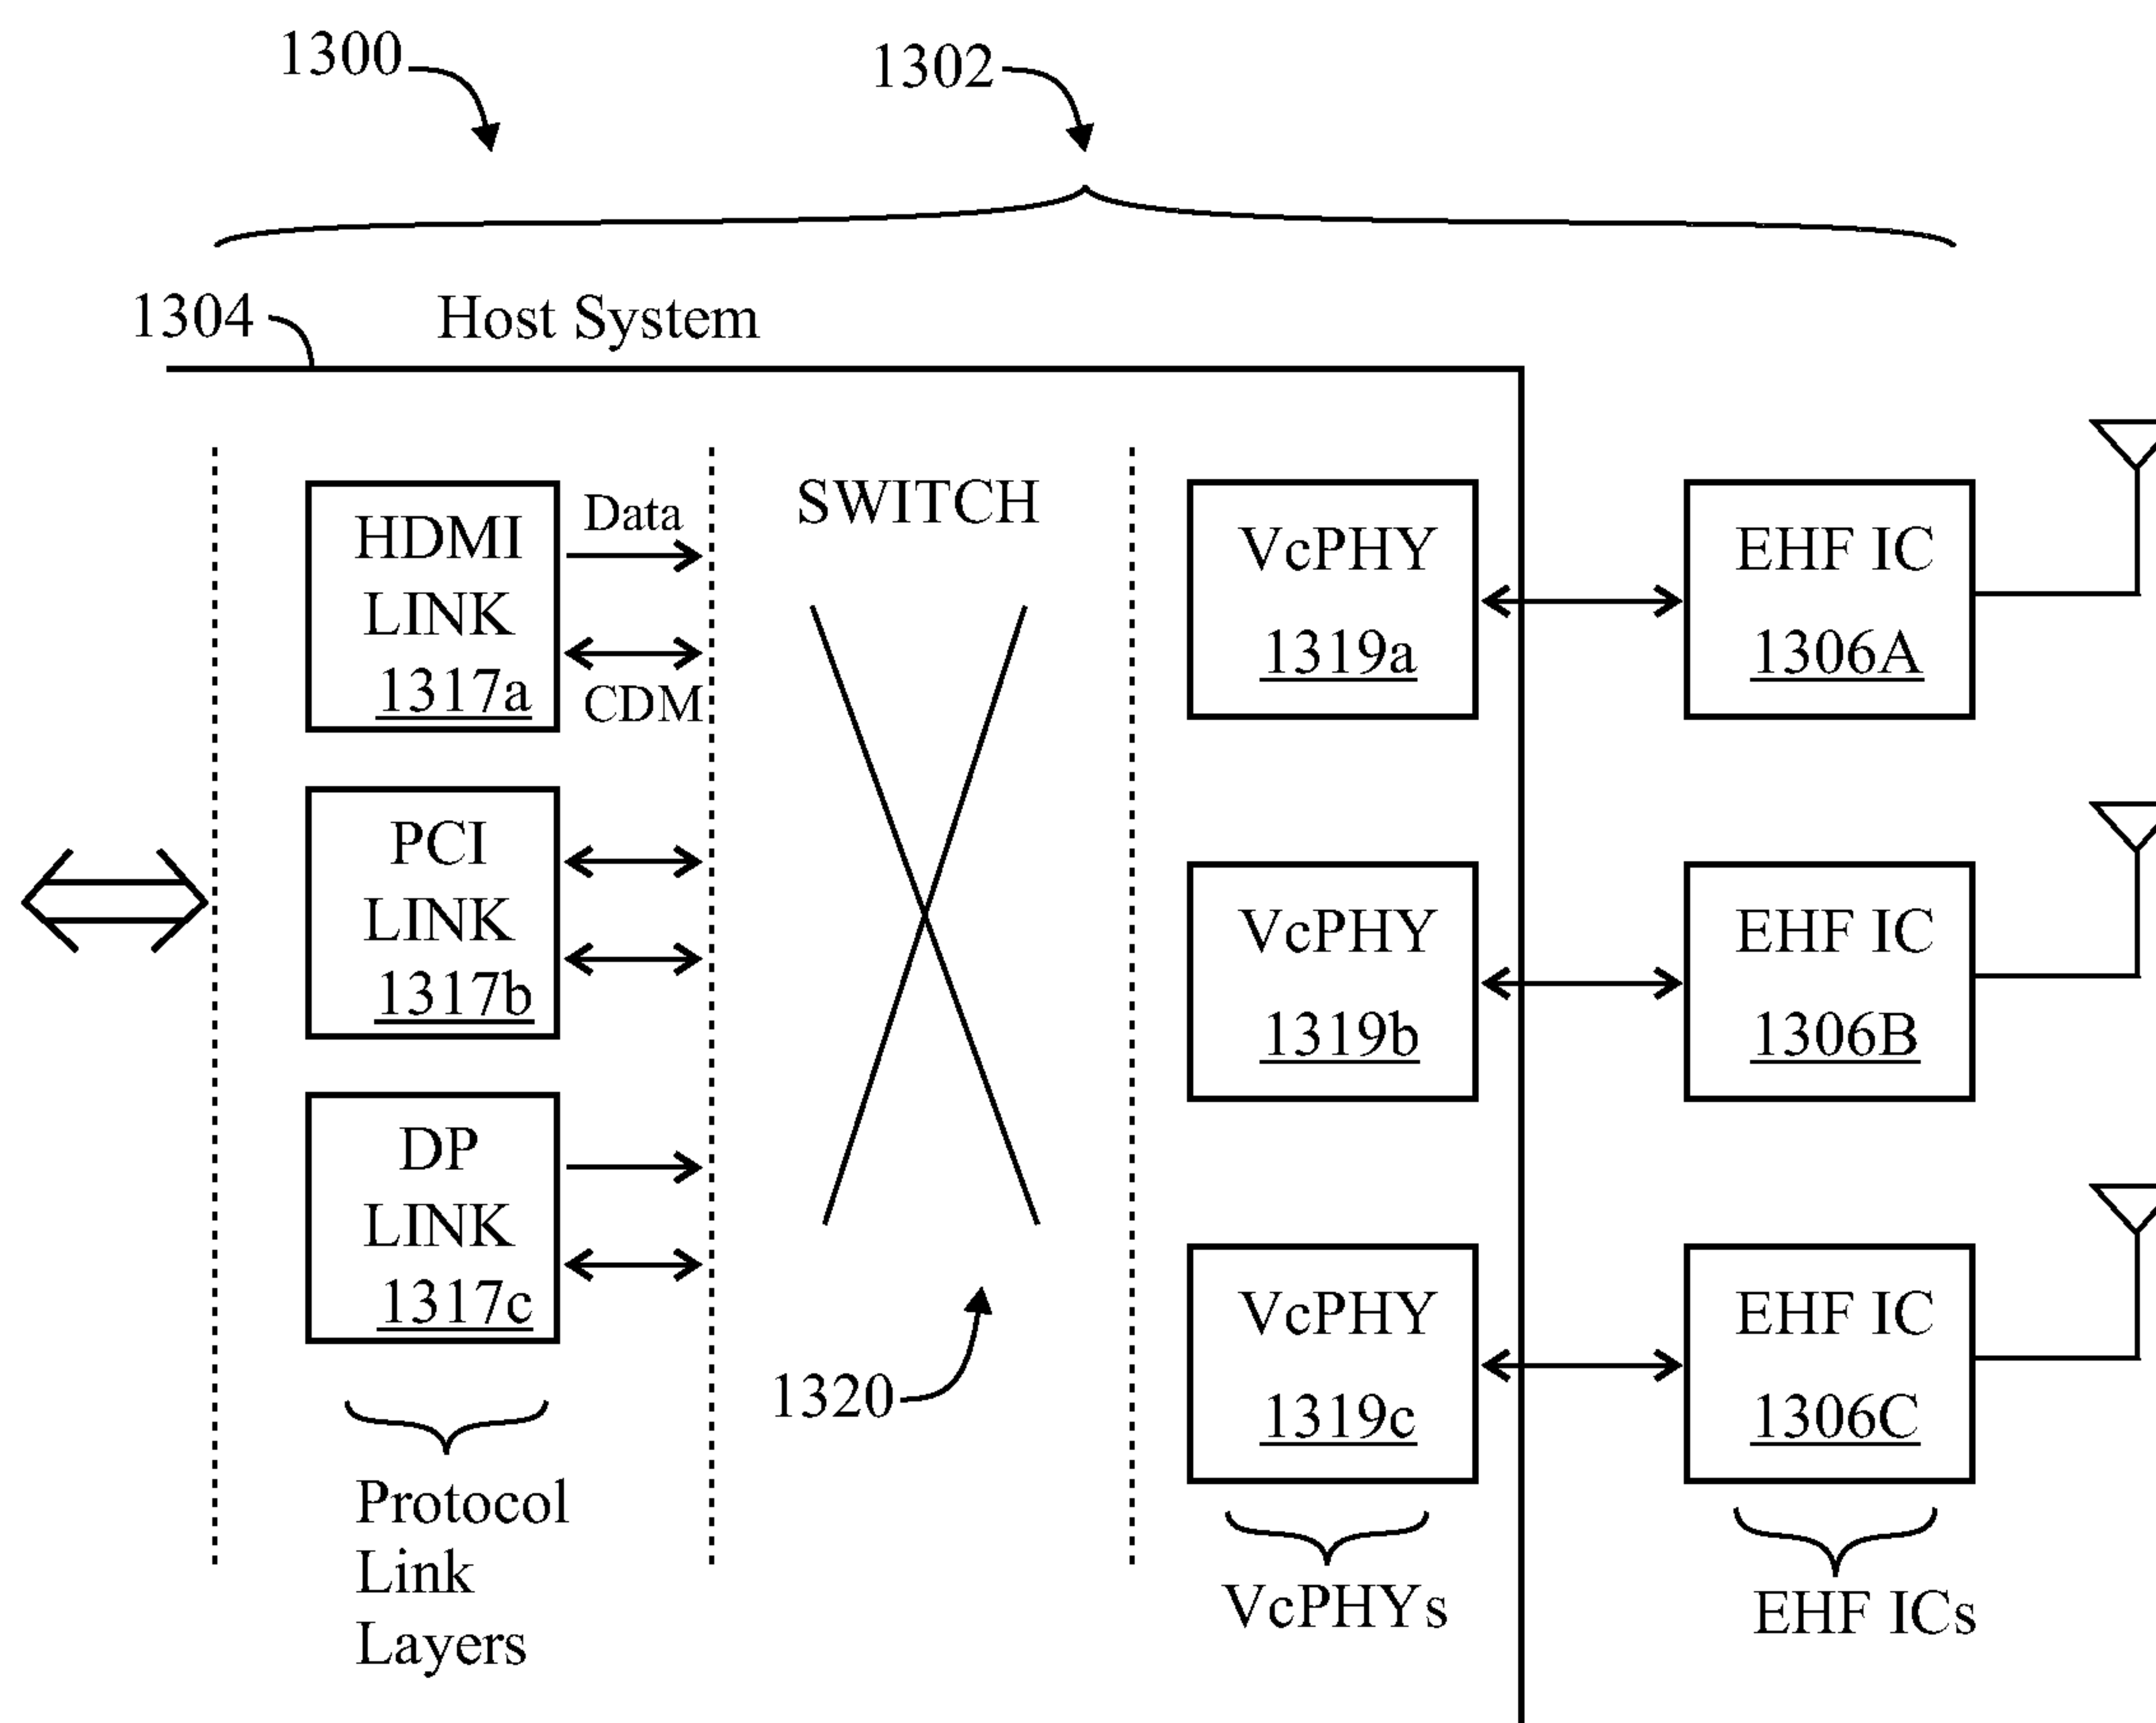 1300
1302
1304
Host System
HDMI
LINK
1317a
Data
CDM
SWITCH
VcPHY
1319a
EHF IC
1306A
PCI
LINK
1317b
VcPHY
1319b
EHF IC
1306B
DP
LINK
1317c
1320
VcPHY
1319c
EHF IC
1306C
Protocol
Link
Layers
VcPHYs
EHF ICs